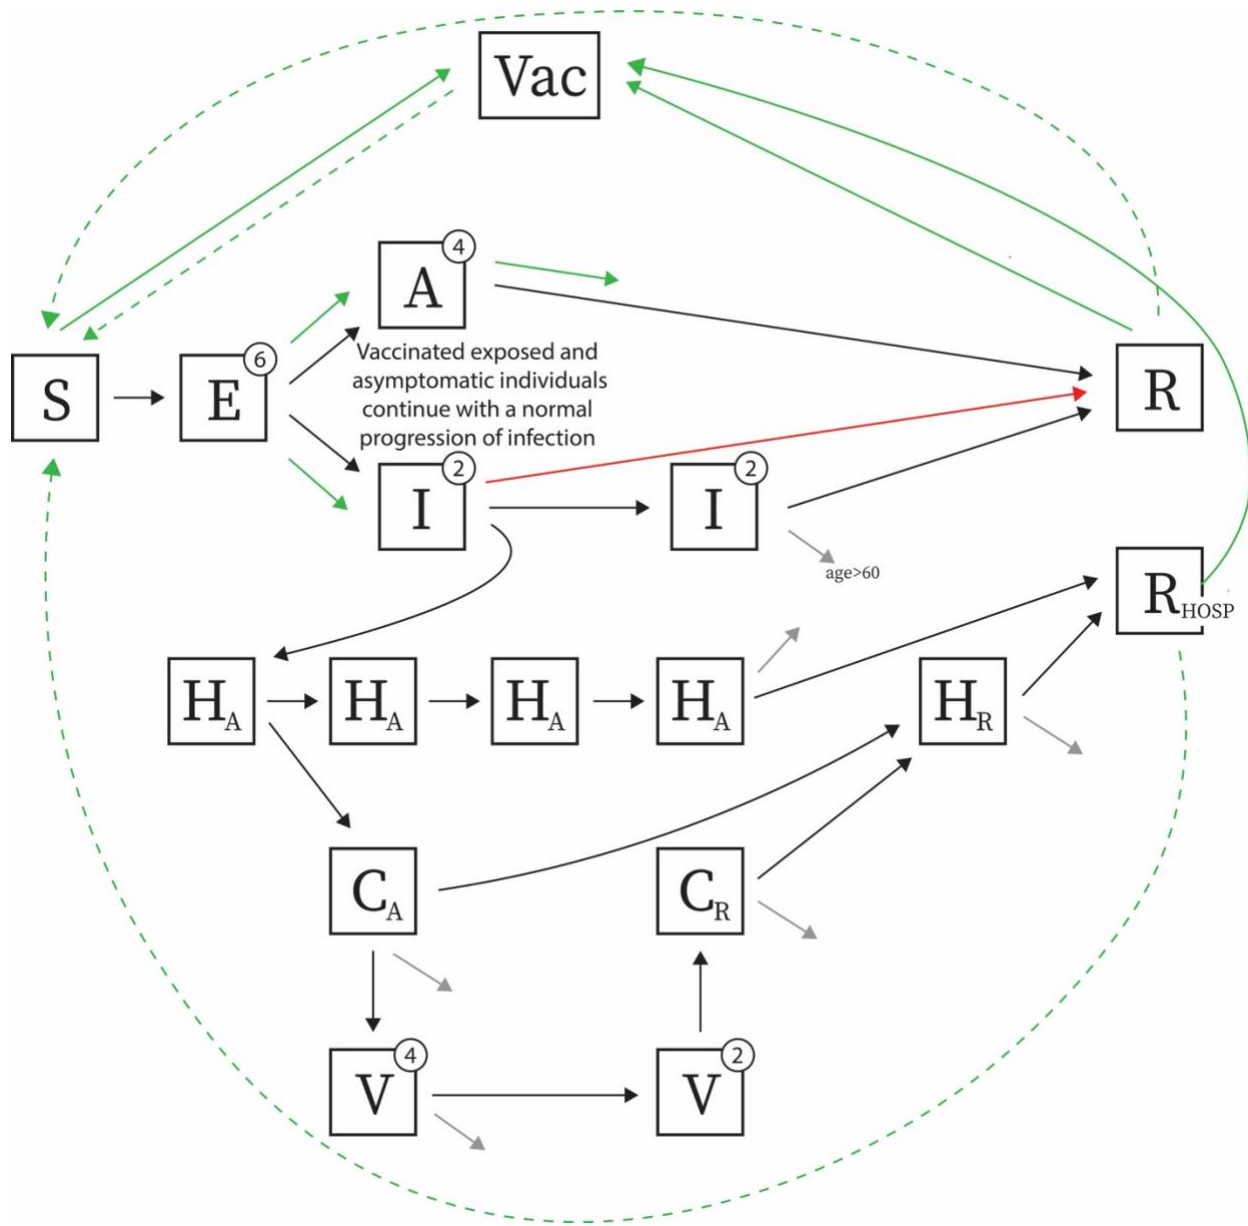 Vac
4
A
6
S
E
Vaccinated exposed and
asymptomatic individuals
continue with a normal
progression of infection
R
2
I
2
I
age>60
RHOSP
HA
HA
HA
HA
HR
CA
CR
4
V
2
V